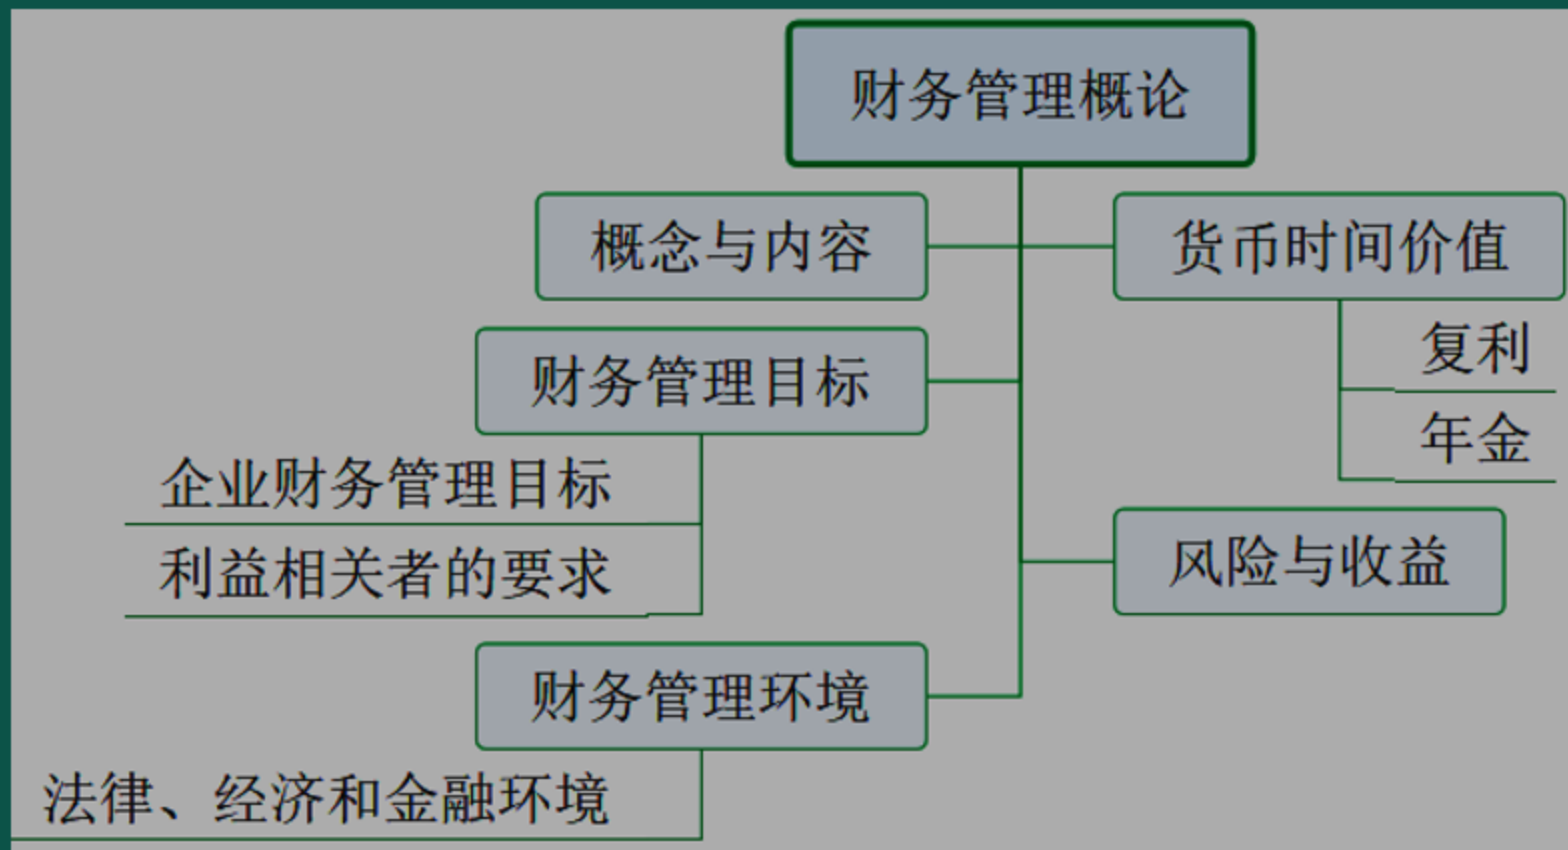 财务管理概论
概念与内容
货币时间价值
复利
财务管理目标
年金
企业财务管理目标
风险与收益
利益相关者的要求
财务管理环境
法律、经济和金融环境